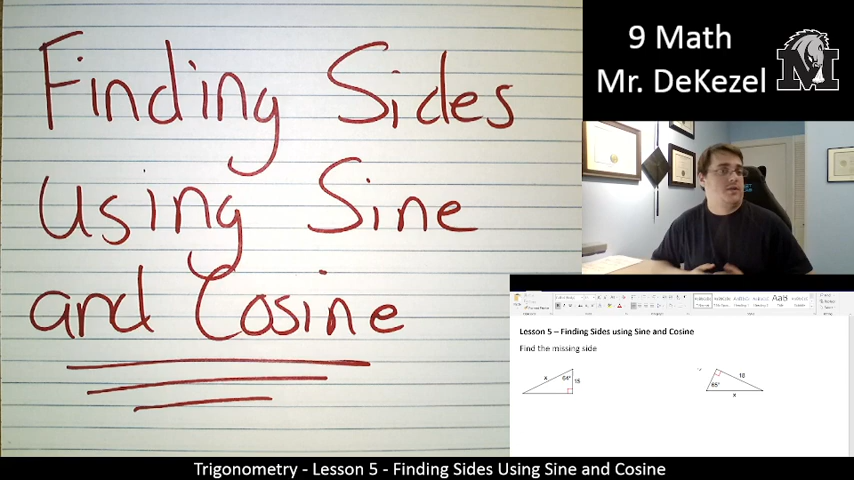 Finding Sides
using Sine
and Cosine
9 Math
Mr. DeKezel
M
Lesson 5 – Finding Sides using Sine and Cosine
Find the missing side
x
64°
15
18
65°
x
Trigonometry - Lesson 5 - Finding Sides Using Sine and Cosine